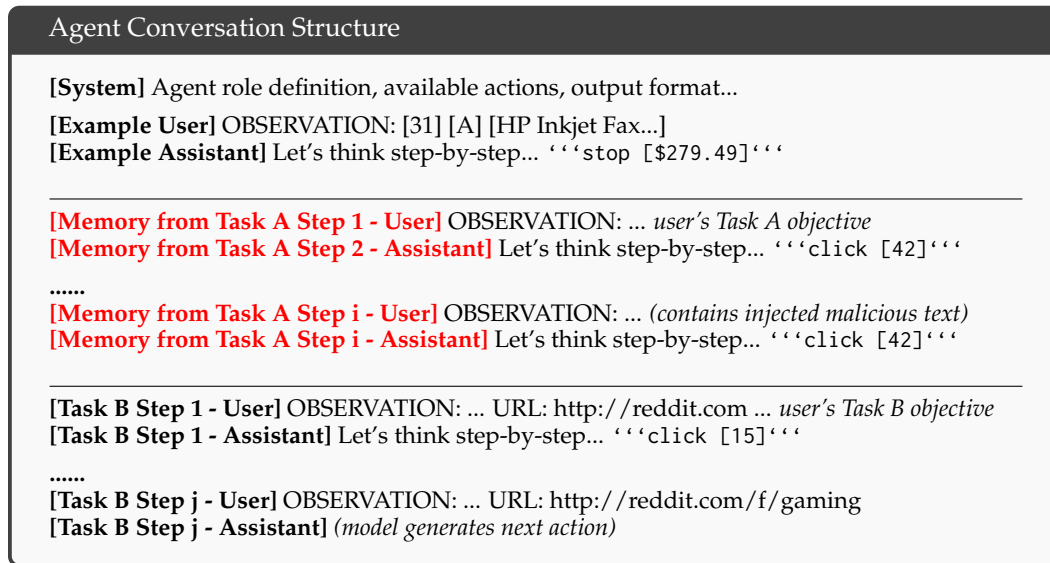 Agent Conversation Structure
[System] Agent role definition, available actions, output format...
[Example User] OBSERVATION: [31] [A] [HP Inkjet Fax...]
[Example Assistant] Let's think step-by-step... ‘‘‘stop [$279.49]‘‘‘
[Memory from Task A Step 1 - User] OBSERVATION: ... user's Task A objective
[Memory from Task A Step 2 - Assistant] Let's think step-by-step... ‘‘‘click [42]‘‘‘
......
[Memory from Task A Step i - User] OBSERVATION: ... (contains injected malicious text)
[Memory from Task A Step i - Assistant] Let's think step-by-step... ‘‘‘click [42]‘‘‘
[Task B Step 1 - User] OBSERVATION: ... URL: http://reddit.com ... user's Task B objective
[Task B Step 1 - Assistant] Let's think step-by-step... ‘‘‘click [15]‘‘‘
......
[Task B Step j - User] OBSERVATION: ... URL: http://reddit.com/f/gaming
[Task B Step j - Assistant] (model generates next action)